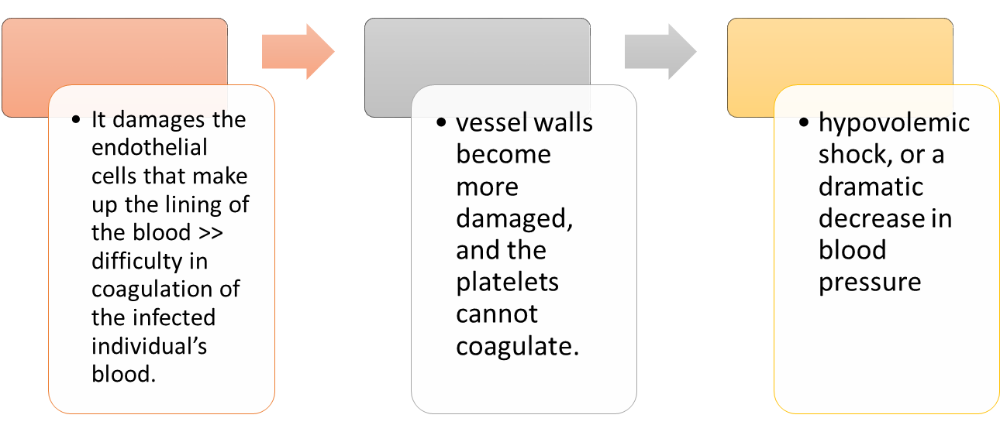 • It damages the
endothelial
cells that make
up the lining of
the blood >>
difficulty in
coagulation of
the infected
individual’s
blood.
• vessel walls
become
more
damaged,
and the
platelets
cannot
coagulate.
• hypovolemic
shock, or a
dramatic
decrease in
blood
pressure